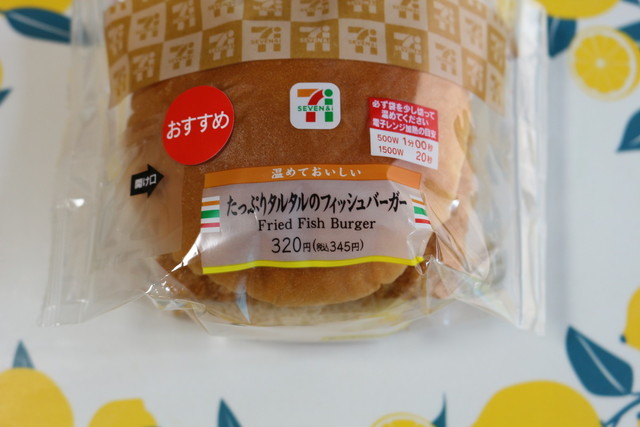 SEVEN & i
おすすめ
必ず袋を少し切って
温めてください
電子レンジ加熱の目安
500W 1分00秒
1500W 20秒
開け口
温めておいしい
たっぷりタルタルのフィッシュバーガー
Fried Fish Burger
320円(税込345円)